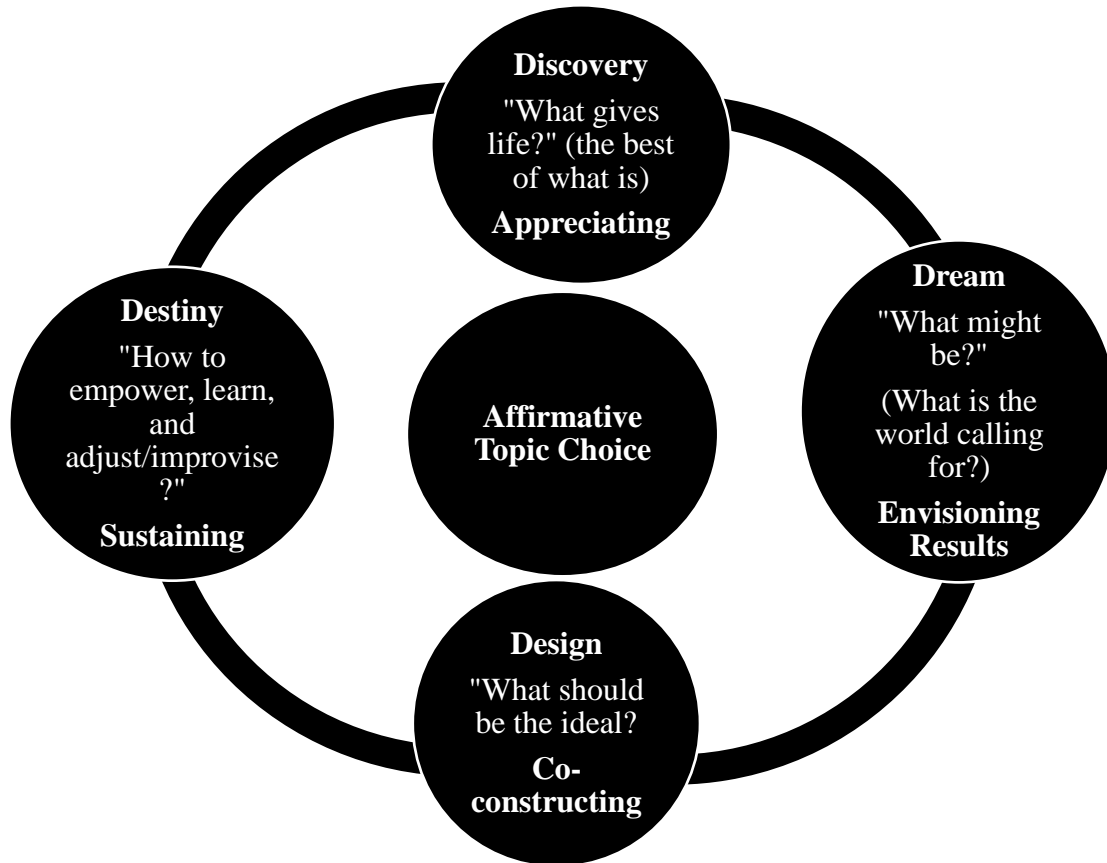 Discovery
"What gives
life?" (the best
of what is)
Appreciating
Dream
"What might
be?"
(What is the
world calling
for?)
Envisioning
Results
Design
"What should
be the ideal?
Co-
constructing
Destiny
"How to
empower, learn,
and
adjust/improvise
?"
Sustaining
Affirmative
Topic Choice